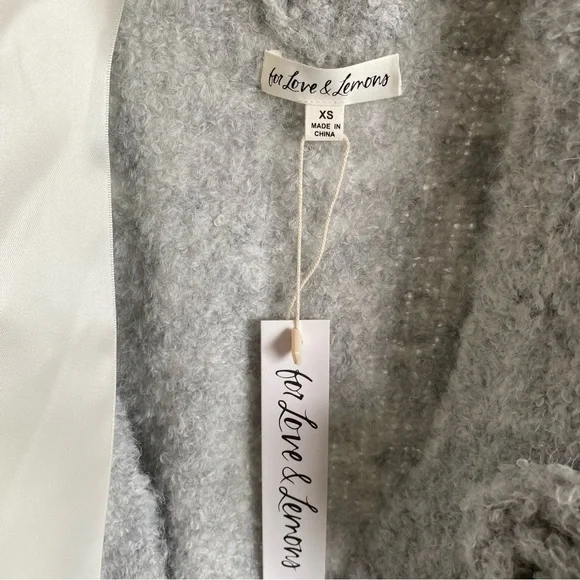 for Love & Lemons
XS
MADE IN
CHINA
for Love & Lemons